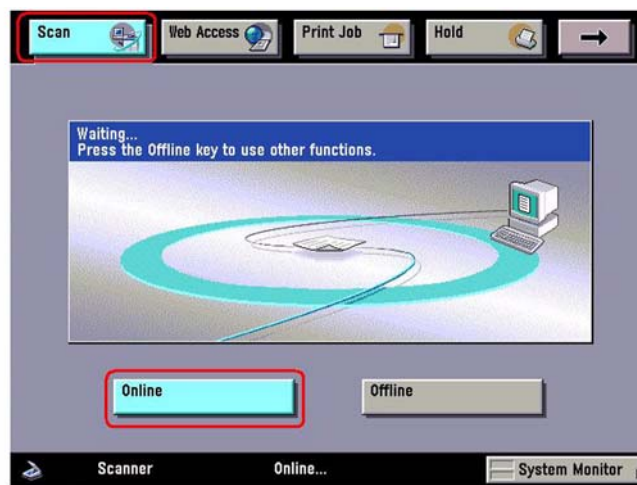 Scan Web Access Print Job Hold
Waiting...
Press the Offline key to use other functions.
Online Offline
Scanner Online... System Monitor